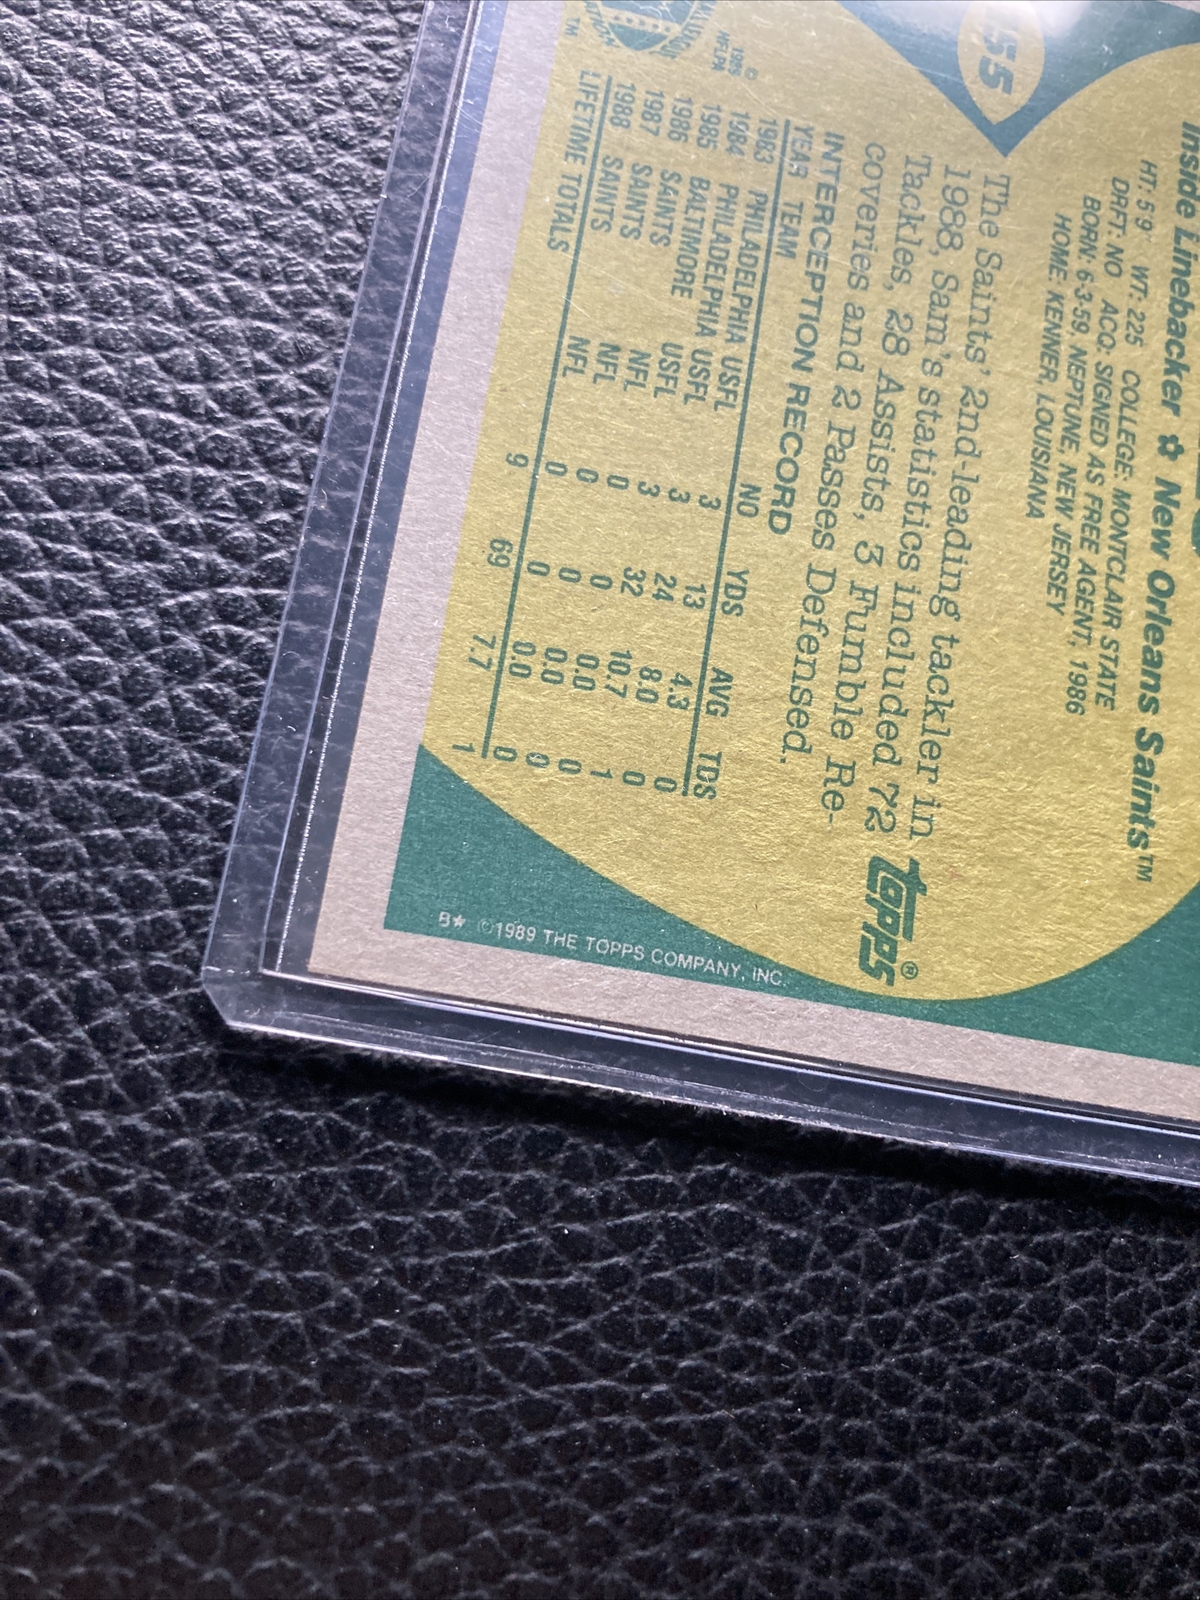 55
Inside Linebacker ✿ New Orleans Saints™
HT: 5'9" WT: 225 COLLEGE: MONTCLAIR STATE
DRFT: NO ACQ: SIGNED AS FREE AGENT, 1986
BORN: 6-3-59, NEPTUNE, NEW JERSEY
HOME: KENNER, LOUISIANA
The Saints' 2nd-leading tackler in
1988, Sam's statistics included 72
Tackles, 28 Assists, 3 Fumble Re-
coveries and 2 Passes Defensed.
INTERCEPTION RECORD
YEAR TEAM NO YDS AVG TDS
1983 PHILADELPHIA USFL 3 13 4.3 0
1984 PHILADELPHIA USFL 3 24 8.0 0
1985 BALTIMORE USFL 3 32 10.7 1
1986 SAINTS NFL 0 0 0.0 0
1987 SAINTS NFL 0 0 0.0 0
1988 SAINTS NFL 0 0 0.0 0
LIFETIME TOTALS 9 69 7.7 1
© 1989
NFLPA
topps®
B★ ©1989 THE TOPPS COMPANY, INC.